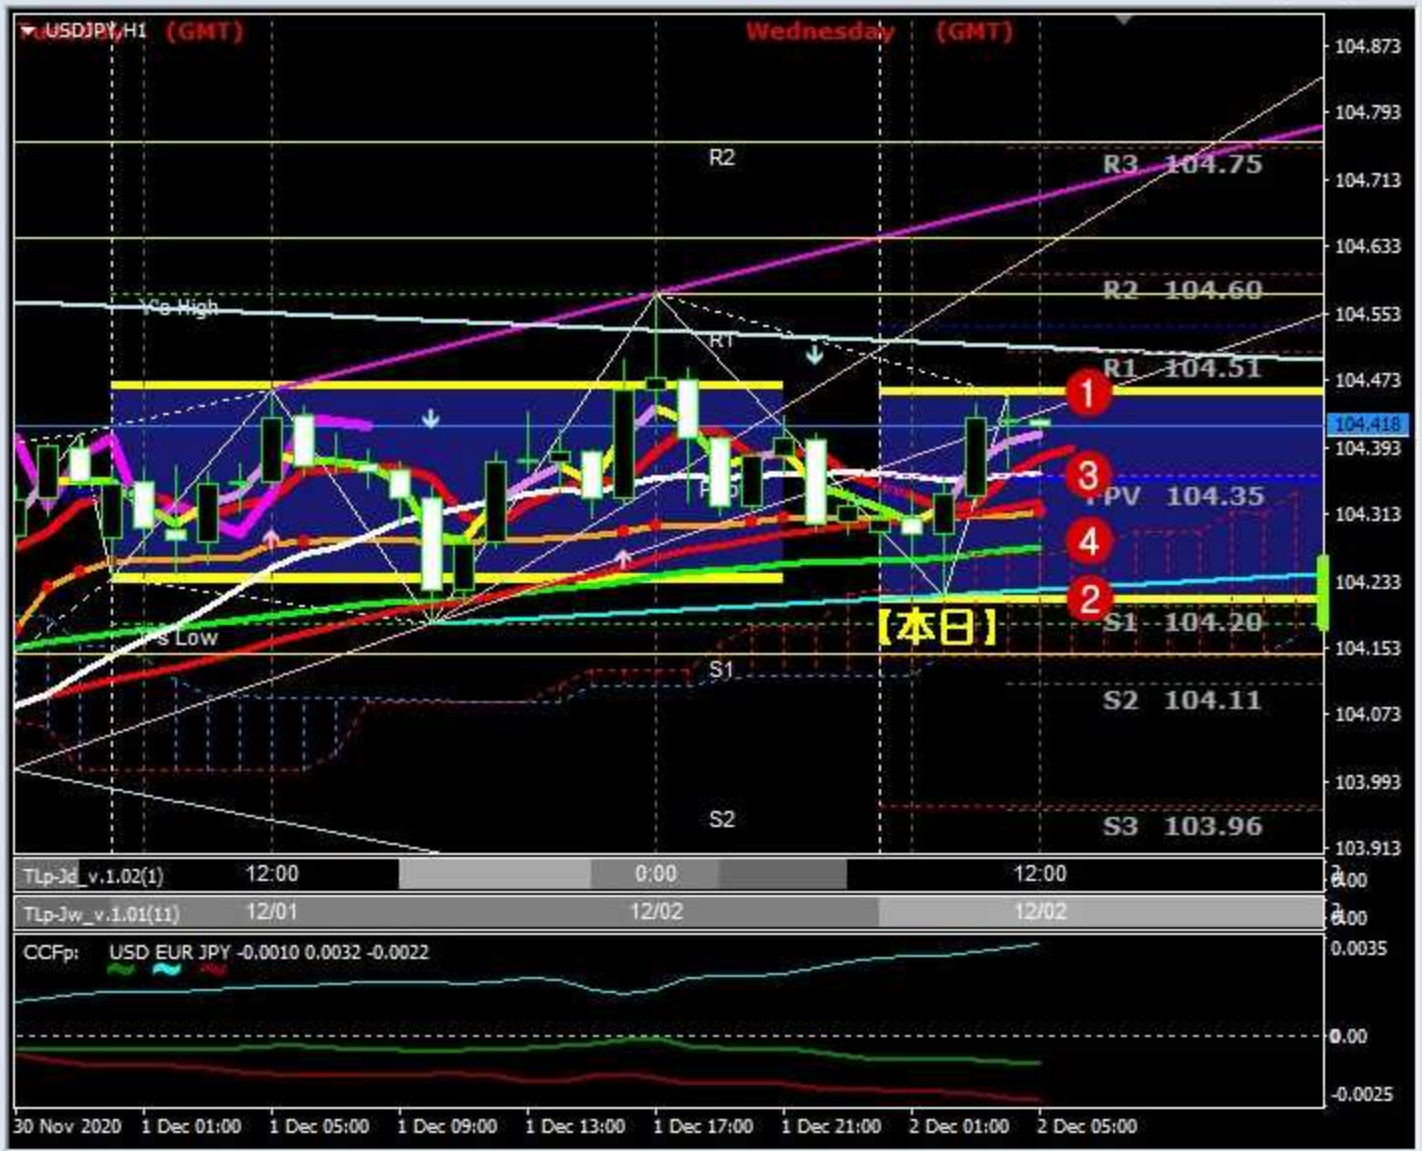 USDJPY,H1
(GMT)
Wednesday (GMT)
104.873
104.793
R2
R3 104.75
104.713
104.633
R2 104.60
Y's High
104.553
R1
R1 104.51
104.473
1
104.418
104.393
3
PV 104.35
104.313
4
104.233
2
【本日】
S1 104.20
Y's Low
104.153
S1
S2 104.11
104.073
103.993
S2
S3 103.96
103.913
TLp-Jd_v.1.02(1) 12:00 0:00 12:00
TLp-Jw_v.1.01(11) 12/01 12/02 12/02
CCFp: USD EUR JPY -0.0010 0.0032 -0.0022
0.0035
0.00
-0.0025
30 Nov 2020 1 Dec 01:00 1 Dec 05:00 1 Dec 09:00 1 Dec 13:00 1 Dec 17:00 1 Dec 21:00 2 Dec 01:00 2 Dec 05:00